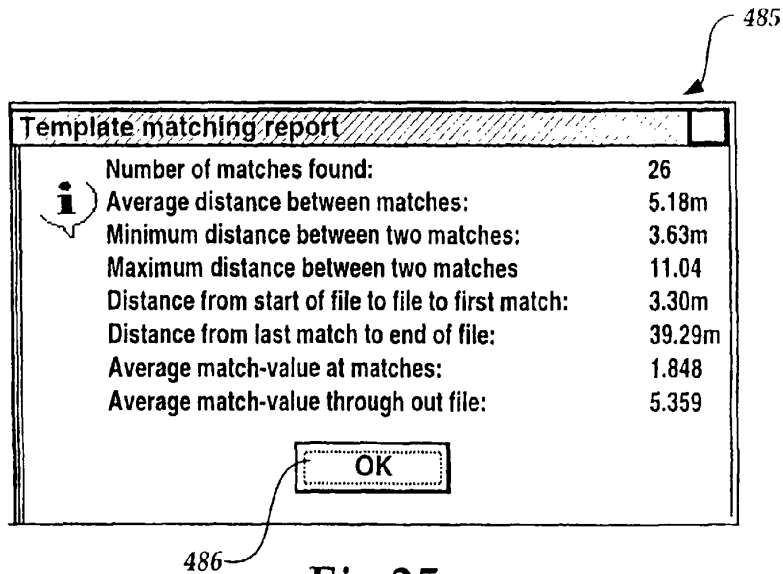 485
Template matching report
Number of matches found: 26
i Average distance between matches: 5.18m
Minimum distance between two matches: 3.63m
Maximum distance between two matches 11.04
Distance from start of file to file to first match: 3.30m
Distance from last match to end of file: 39.29m
Average match-value at matches: 1.848
Average match-value through out file: 5.359
OK
486